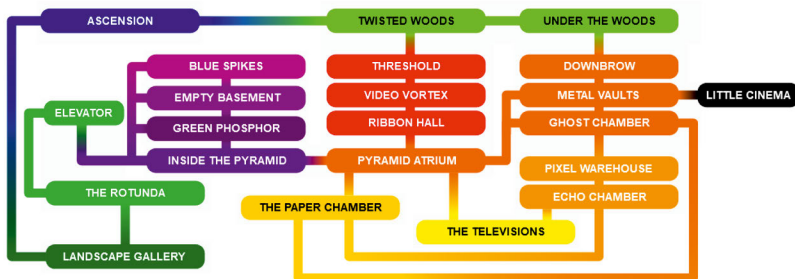 ASCENSION
TWISTED WOODS
UNDER THE WOODS
BLUE SPIKES
THRESHOLD
DOWNBROW
EMPTY BASEMENT
VIDEO VORTEX
METAL VAULTS
LITTLE CINEMA
ELEVATOR
GREEN PHOSPHOR
RIBBON HALL
GHOST CHAMBER
INSIDE THE PYRAMID
PYRAMID ATRIUM
PIXEL WAREHOUSE
THE ROTUNDA
ECHO CHAMBER
THE PAPER CHAMBER
THE TELEVISIONS
LANDSCAPE GALLERY